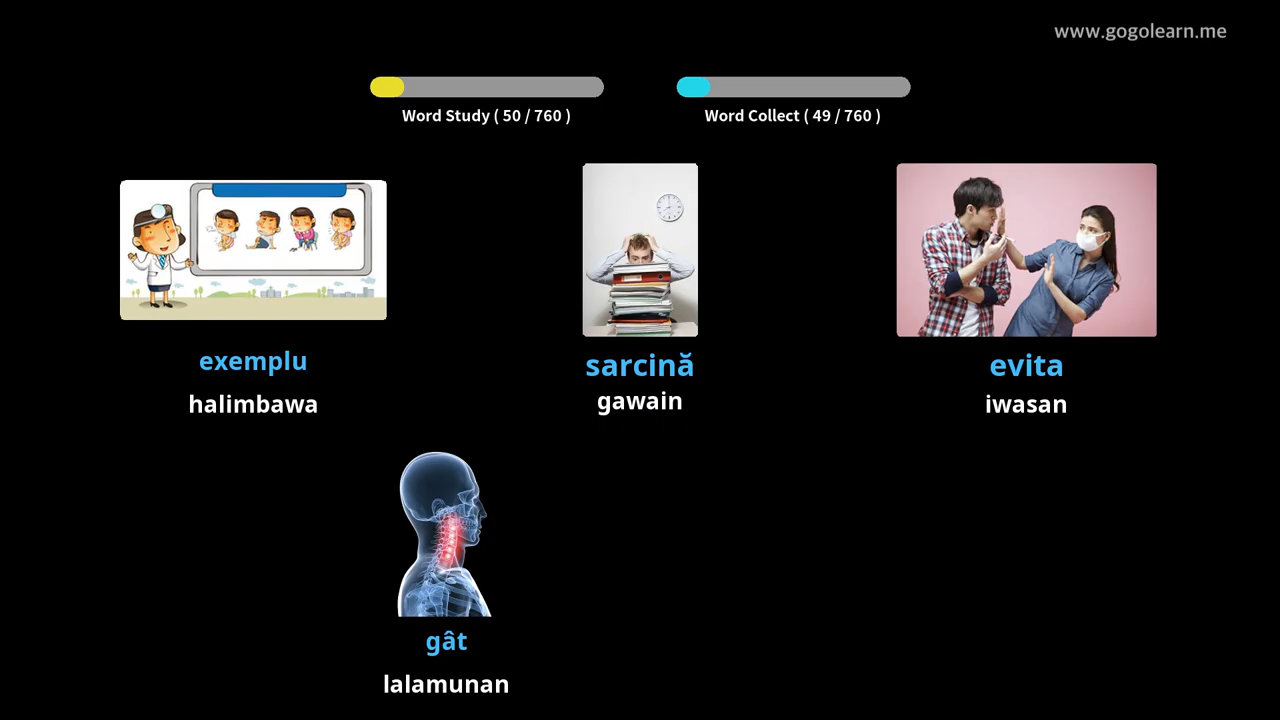 www.gogolearn.me
Word Study ( 50 / 760 )
Word Collect ( 49 / 760 )
exemplu
halimbawa
sarcină
gawain
evita
iwasan
gât
lalamunan